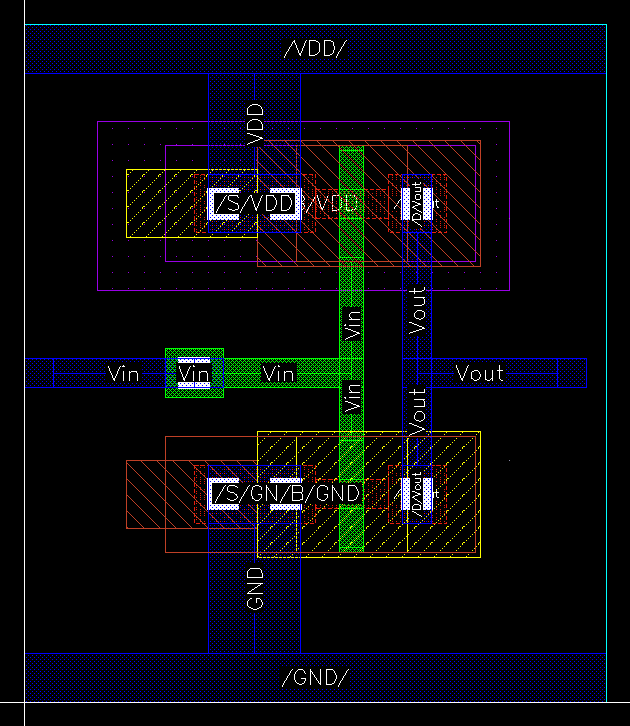 /VDD/
VDD
/S/VDD
B/VDD
/D/Vout
Vin
Vout
Vin
Vin
Vin
Vout
Vin
Vout
/S/GN/B/GND
/D/Vout
GND
/GND/